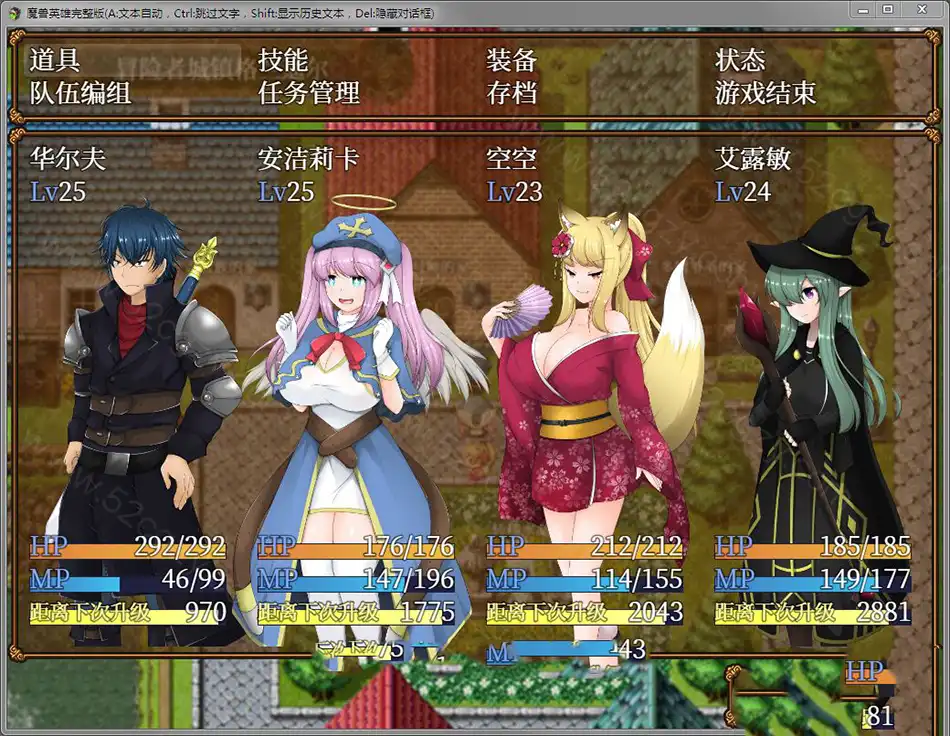 魔兽英雄完整版(A:文本自动，Ctrl:跳过文字，Shift:显示历史文本，Del:隐藏对话框)
道具 技能 装备 状态
队伍编组 任务管理 存档 游戏结束
华尔夫 安洁莉卡 空空 艾露敏
Lv25 Lv25 Lv23 Lv24
HP 292/292 HP 176/176 HP 212/212 HP 185/185
MP 46/99 MP 147/196 MP 114/155 MP 149/177
距离下次升级 970 距离下次升级 1775 距离下次升级 2043 距离下次升级 2881
75 M 43
HP
81